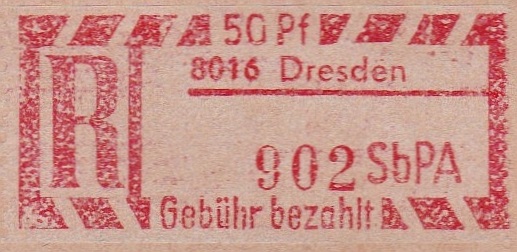 50 Pf
8016 Dresden
R
902 SbPA
Gebühr bezahlt